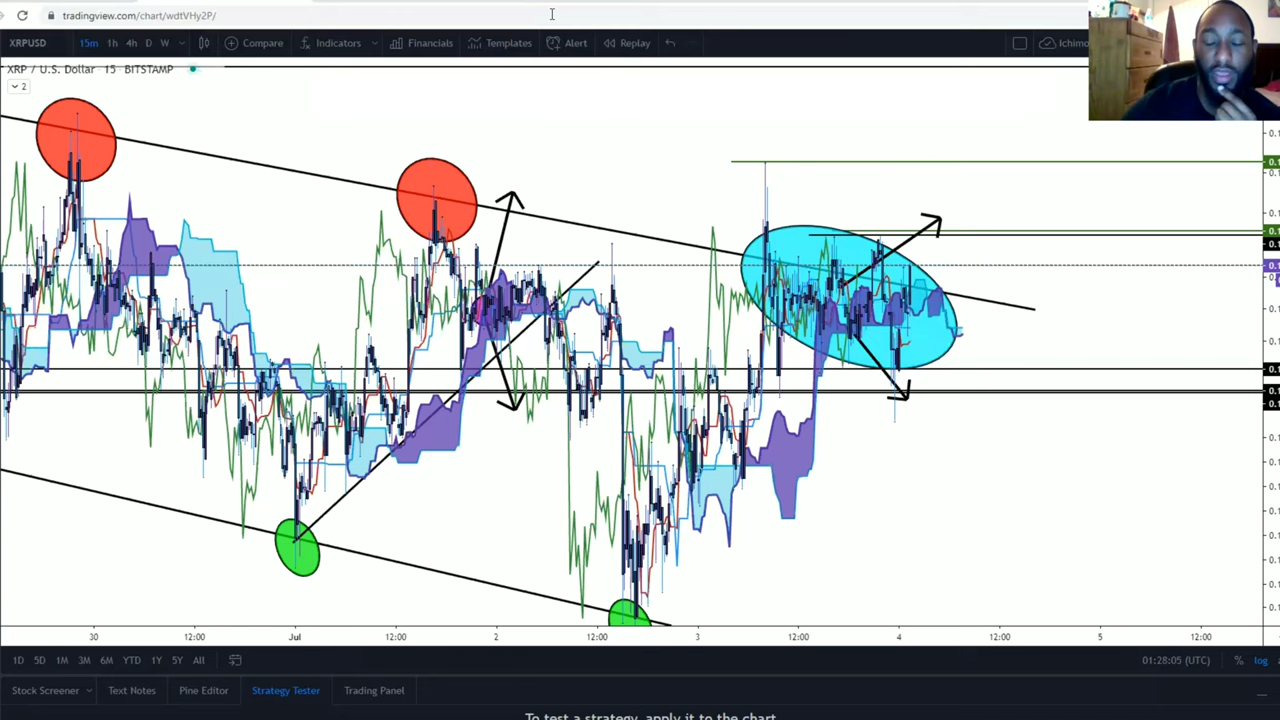 tradingview.com/chart/wdtVHy2P/
XRPUSD 15m 1h 4h D W Compare Indicators Financials Templates Alert Replay Ichimo
XRP / U.S. Dollar · 15 · BITSTAMP
2
30 12:00 Jul 12:00 2 12:00 3 12:00 4 12:00 5 12:00
1D 5D 1M 3M 6M YTD 1Y 5Y All 01:28:05 (UTC) % log
Stock Screener Text Notes Pine Editor Strategy Tester Trading Panel
To test a strategy, apply it to the chart